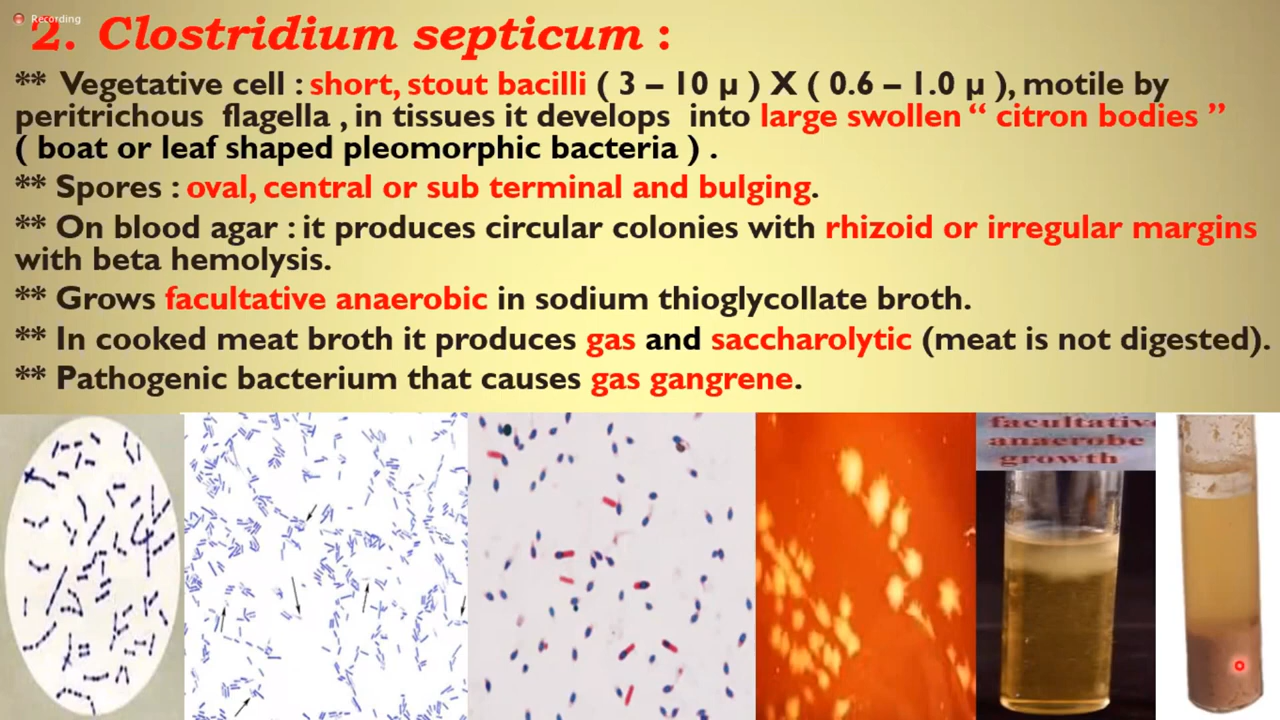 Recording
2. Clostridium septicum :
** Vegetative cell : short, stout bacilli ( 3 – 10 µ ) X ( 0.6 – 1.0 µ ), motile by
peritrichous flagella , in tissues it develops into large swollen “ citron bodies ”
( boat or leaf shaped pleomorphic bacteria ) .
** Spores : oval, central or sub terminal and bulging.
** On blood agar : it produces circular colonies with rhizoid or irregular margins
with beta hemolysis.
** Grows facultative anaerobic in sodium thioglycollate broth.
** In cooked meat broth it produces gas and saccharolytic (meat is not digested).
** Pathogenic bacterium that causes gas gangrene.
facultative
anaerobe
growth